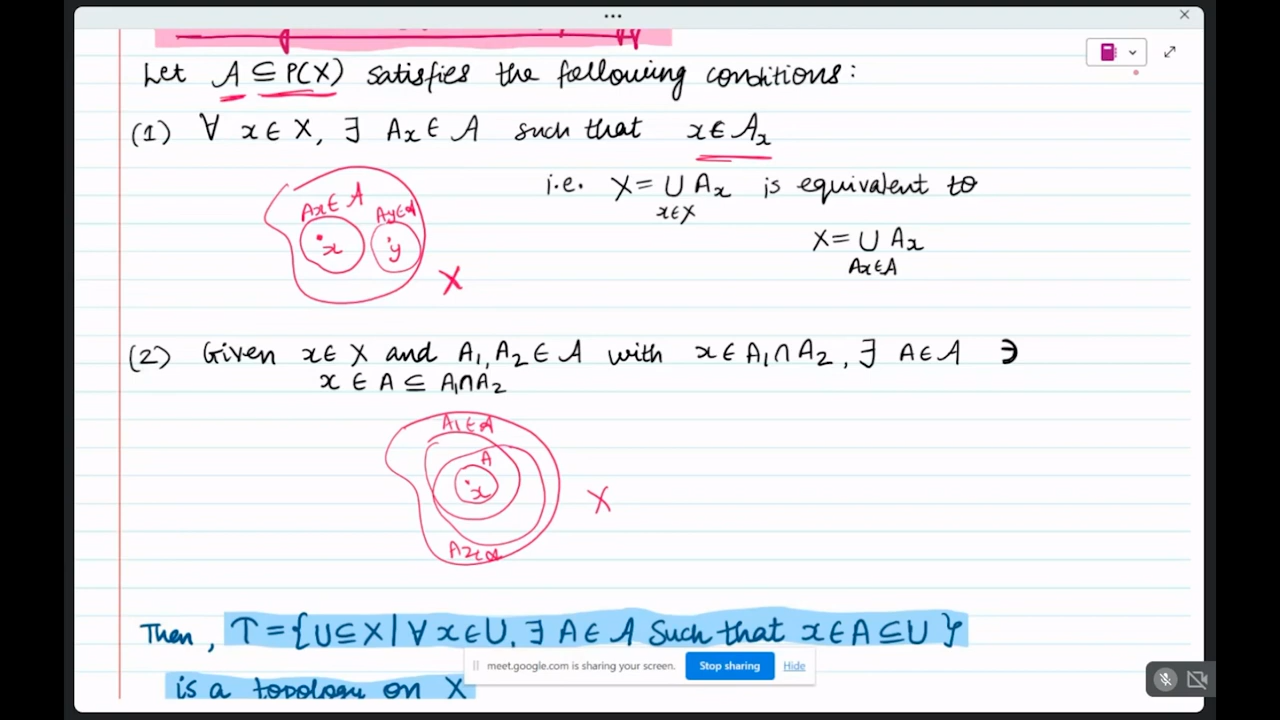 Let 𝒜 ⊆ P(X) satisfies the following conditions:
(1) ∀ x ∈ X, ∃ Ax ∈ 𝒜 such that x ∈ Ax
i.e. X = ∪ Ax is equivalent to
x∈X
Ax ∈ 𝒜
Ay ∈ 𝒜
X = ∪ Ax
Ax∈A
x
y
X
(2) Given x ∈ X and A1, A2 ∈ 𝒜 with x ∈ A1 ∩ A2, ∃ A ∈ 𝒜 ∋
x ∈ A ⊆ A1∩A2
A1 ∈ 𝒜
A
x
X
A2 ∈ 𝒜
Then, T = {U ⊆ X | ∀ x ∈ U, ∃ A ∈ 𝒜 Such that x ∈ A ⊆ U}
meet.google.com is sharing your screen. Stop sharing Hide
is a topology on X